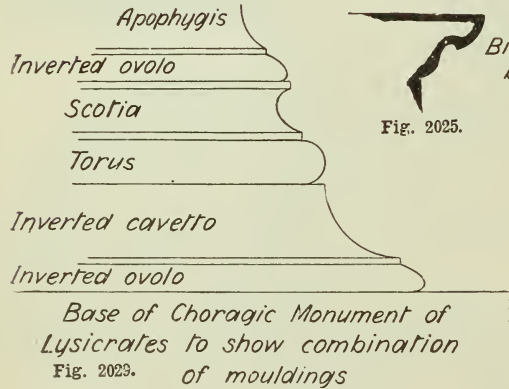 Apophygis
Inverted ovolo
Scotia
Torus
Inverted cavetto
Inverted ovolo
Base of Choragic Monument of
Lysicrates to show combination
Fig. 2029. of mouldings
Fig. 2025.